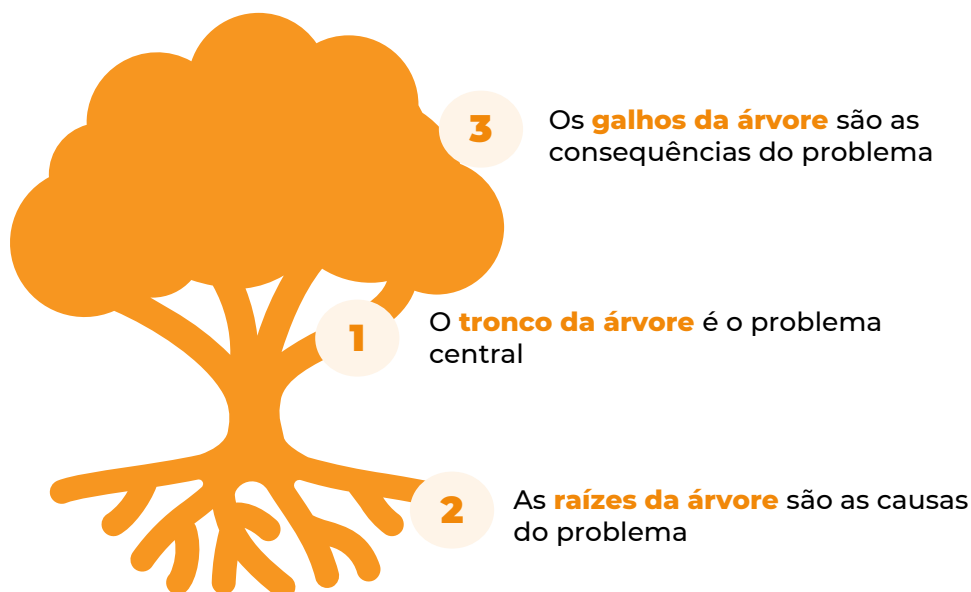 3
Os galhos da árvore são as
consequências do problema
1
O tronco da árvore é o problema
central
2
As raízes da árvore são as causas
do problema